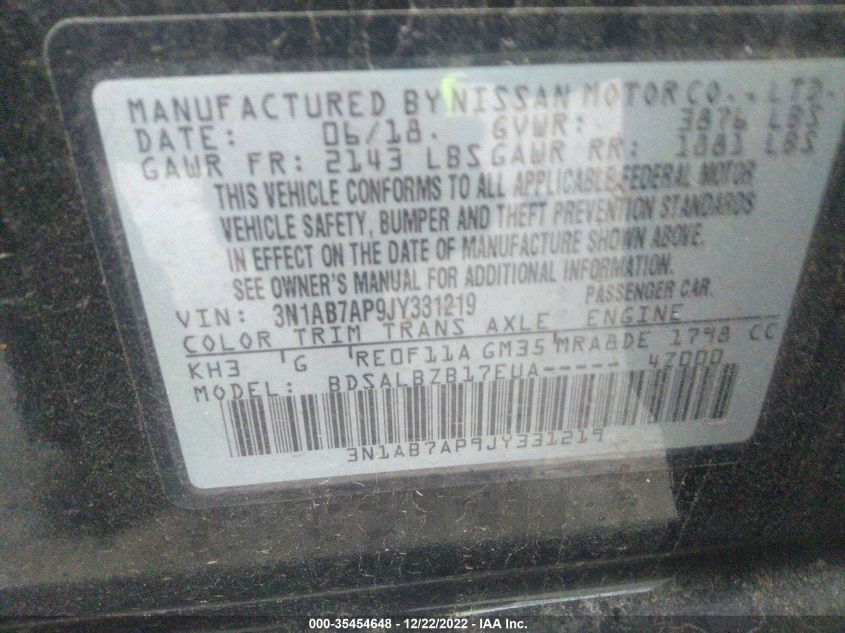 MANUFACTURED BY NISSAN MOTOR CO., LTD.
DATE: 06/18. GVWR: 3876 LBS
GAWR FR: 2143 LBS GAWR RR: 1881 LBS
THIS VEHICLE CONFORMS TO ALL APPLICABLE FEDERAL MOTOR
VEHICLE SAFETY, BUMPER AND THEFT PREVENTION STANDARDS
IN EFFECT ON THE DATE OF MANUFACTURE SHOWN ABOVE.
SEE OWNER'S MANUAL FOR ADDITIONAL INFORMATION.
VIN: 3N1AB7AP9JY331219 PASSENGER CAR
COLOR TRIM TRANS AXLE ENGINE
KH3 G RE0F11A GM35 MRA8DE 1798 CC
MODEL: BDSALBZB17EUA----- 47000
3N1AB7AP9JY331219
000-35454648 - 12/22/2022 - IAA Inc.